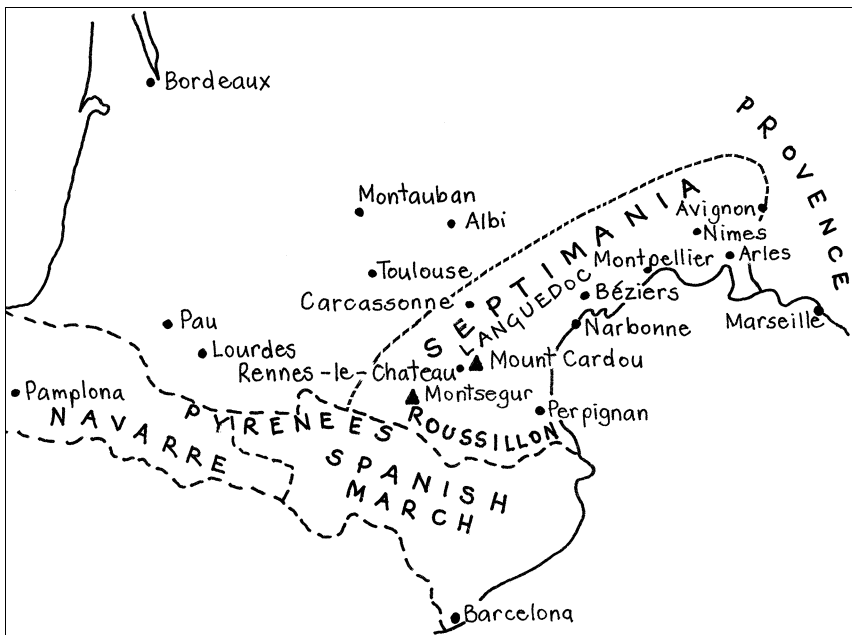 Bordeaux
PROVENCE
Montauban
Albi
SEPTIMANIA
Avignon
Nimes
Toulouse
LANGUEDOC
Montpellier
Arles
Carcassonne
Béziers
Pau
Narbonne
Marseille
Lourdes
Rennes-le-Chateau
Mount Cardou
Pamplona
Montsegur
NAVARRE
PYRENEES
ROUSSILLON
Perpignan
SPANISH
MARCH
Barcelona